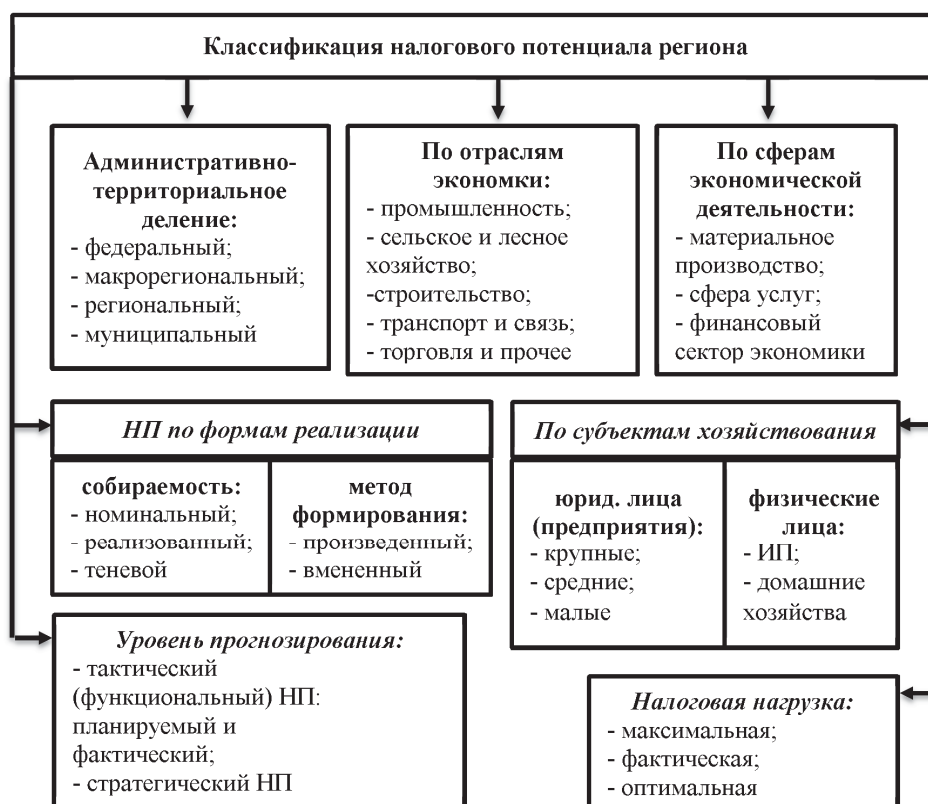 Классификация налогового потенциала региона
Административно-
территориальное
деление:
- федеральный;
- макрорегиональный;
- региональный;
- муниципальный
По отраслям
экономки:
- промышленность;
- сельское и лесное
хозяйство;
-строительство;
- транспорт и связь;
- торговля и прочее
По сферам
экономической
деятельности:
- материальное
производство;
- сфера услуг;
- финансовый
сектор экономики
НП по формам реализации
собираемость:
- номинальный;
- реализованный;
- теневой
метод
формирования:
- произведенный;
- вмененный
По субъектам хозяйствования
юрид. лица
(предприятия):
- крупные;
- средние;
- малые
физические
лица:
- ИП;
- домашние
хозяйства
Уровень прогнозирования:
- тактический
(функциональный) НП:
планируемый и
фактический;
- стратегический НП
Налоговая нагрузка:
- максимальная;
- фактическая;
- оптимальная